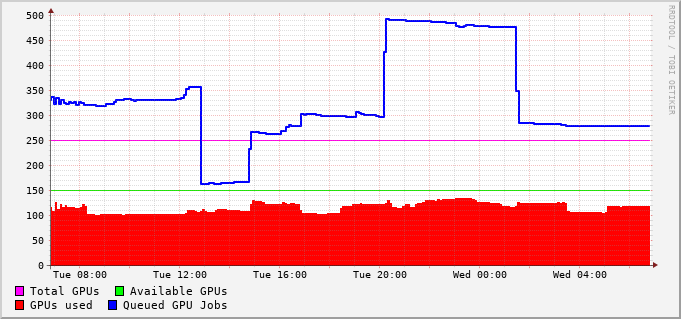 500
450
400
350
300
250
200
150
100
50
0
Tue 08:00 Tue 12:00 Tue 16:00 Tue 20:00 Wed 00:00 Wed 04:00
Total GPUs Available GPUs
GPUs used Queued GPU Jobs
RRDTOOL / TOBI OETIKER